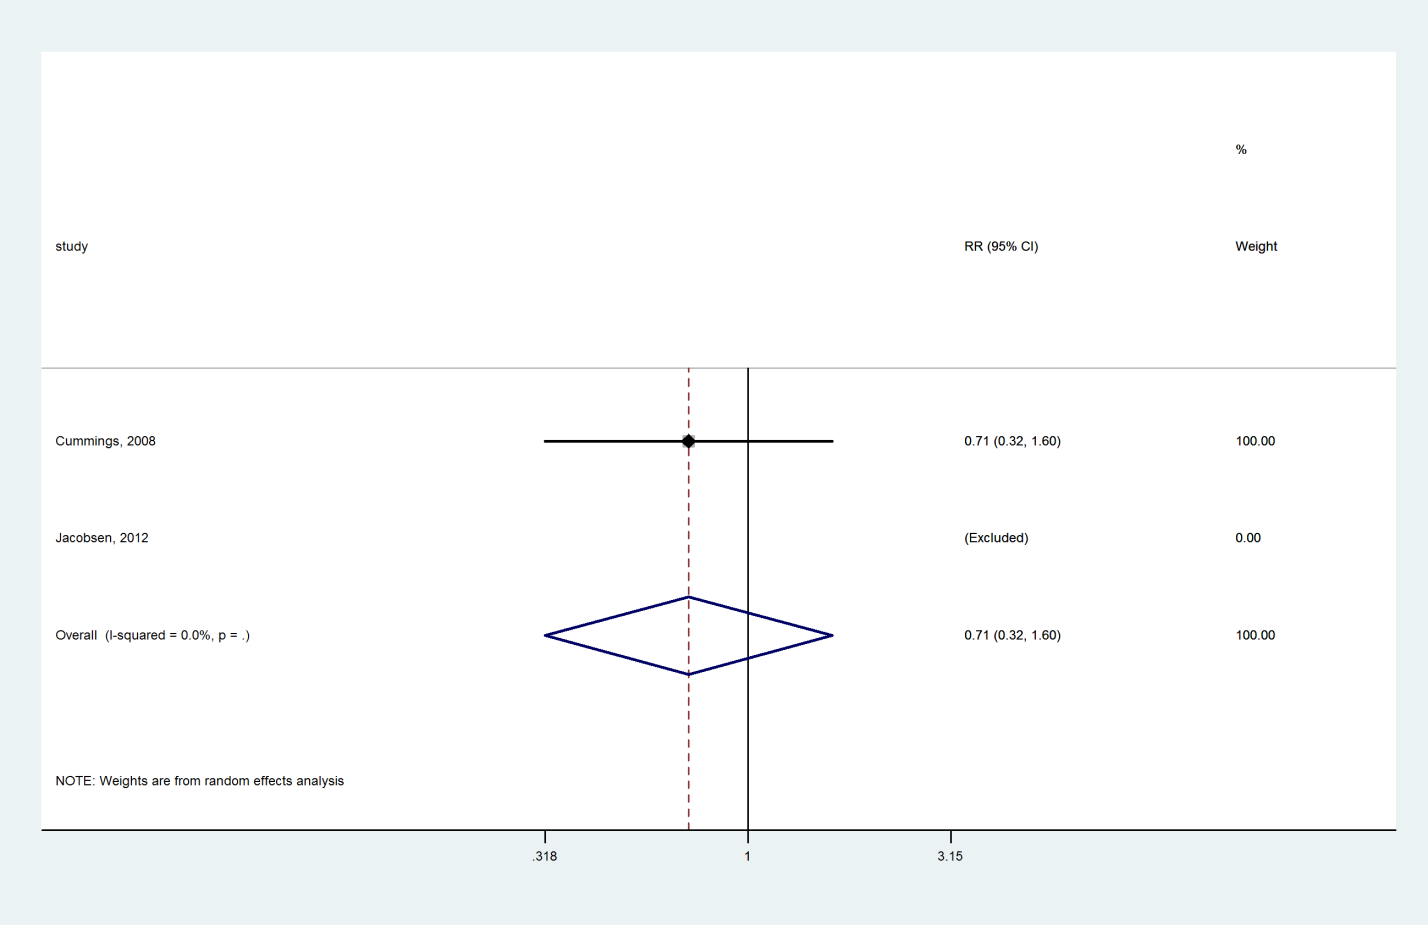 %
study RR (95% CI) Weight
Cummings, 2008 0.71 (0.32, 1.60) 100.00
Jacobsen, 2012 (Excluded) 0.00
Overall  (I-squared = 0.0%, p = .) 0.71 (0.32, 1.60) 100.00
NOTE: Weights are from random effects analysis
.318 1 3.15